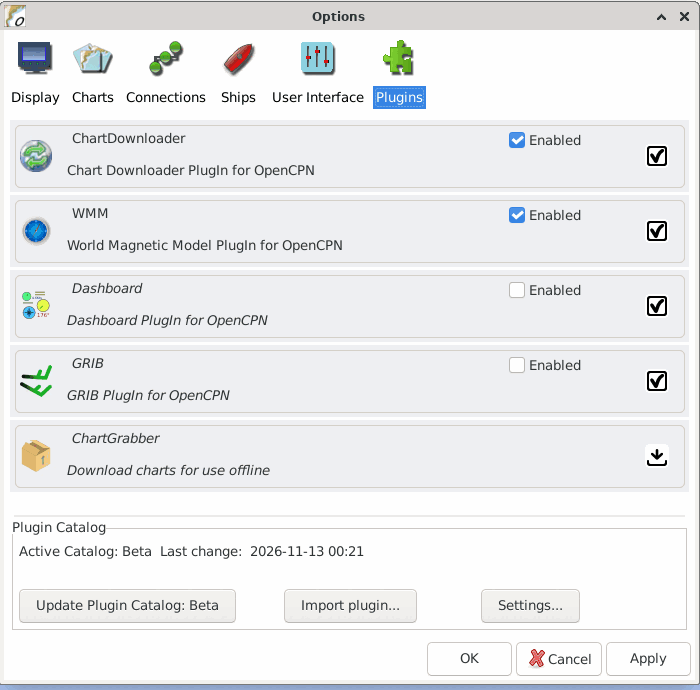 Options
Display Charts Connections Ships User Interface Plugins
ChartDownloader Enabled
Chart Downloader PlugIn for OpenCPN
WMM Enabled
World Magnetic Model PlugIn for OpenCPN
Dashboard Enabled
Dashboard PlugIn for OpenCPN
GRIB Enabled
GRIB PlugIn for OpenCPN
ChartGrabber
Download charts for use offline
Plugin Catalog
Active Catalog: Beta Last change: 2026-11-13 00:21
Update Plugin Catalog: Beta Import plugin... Settings...
OK Cancel Apply